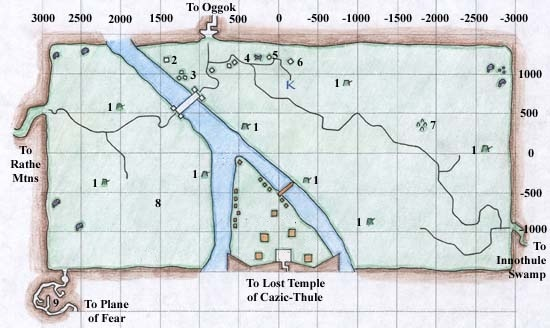 To Oggok
3000 2500 2000 1500 500 0 -500 -1000 -1500 -2000 -2500 -3000
2 3 4 5 6
K
1
1000
500
1
1
7
To
Rathe
Mtns
0
1
1
1
1
-500
8
1
-1000
To
Innothule
Swamp
9
To Plane
of Fear
To Lost Temple
of Cazic-Thule